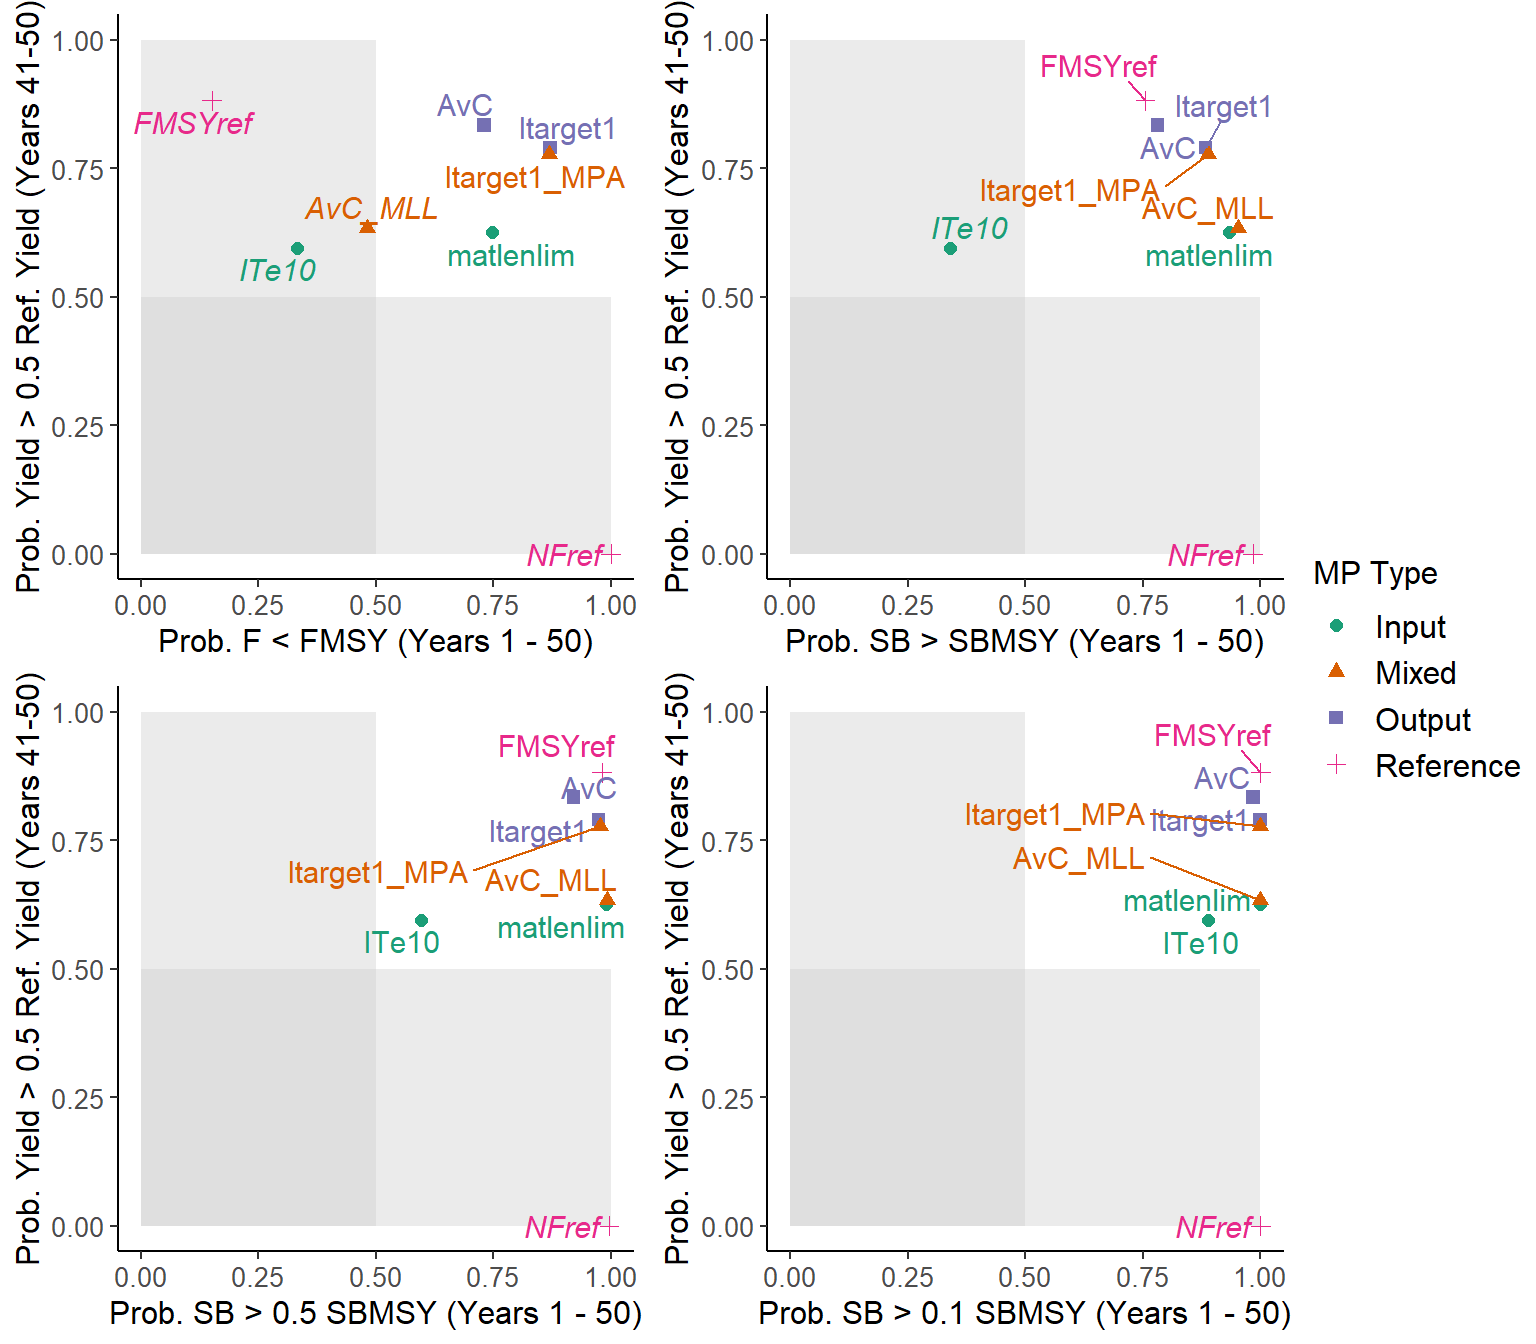 Prob. Yield > 0.5 Ref. Yield (Years 41-50)
1.00
0.75
0.50
0.25
0.00
FMSYref
AvC
Itarget1
Itarget1_MPA
AvC_MLL
matlenlim
ITe10
NFref
0.00 0.25 0.50 0.75 1.00
Prob. F < FMSY (Years 1 - 50)
Prob. Yield > 0.5 Ref. Yield (Years 41-50)
1.00
0.75
0.50
0.25
0.00
FMSYref
Itarget1
AvC
Itarget1_MPA
AvC_MLL
ITe10
matlenlim
NFref
0.00 0.25 0.50 0.75 1.00
Prob. SB > SBMSY (Years 1 - 50)
Prob. Yield > 0.5 Ref. Yield (Years 41-50)
1.00
0.75
0.50
0.25
0.00
FMSYref
AvC
Itarget1
Itarget1_MPA
AvC_MLL
matlenlim
ITe10
NFref
0.00 0.25 0.50 0.75 1.00
Prob. SB > 0.5 SBMSY (Years 1 - 50)
Prob. Yield > 0.5 Ref. Yield (Years 41-50)
1.00
0.75
0.50
0.25
0.00
FMSYref
AvC
Itarget1_MPA
Itarget1
AvC_MLL
matlenlim
ITe10
NFref
0.00 0.25 0.50 0.75 1.00
Prob. SB > 0.1 SBMSY (Years 1 - 50)
MP Type
Input
Mixed
Output
Reference